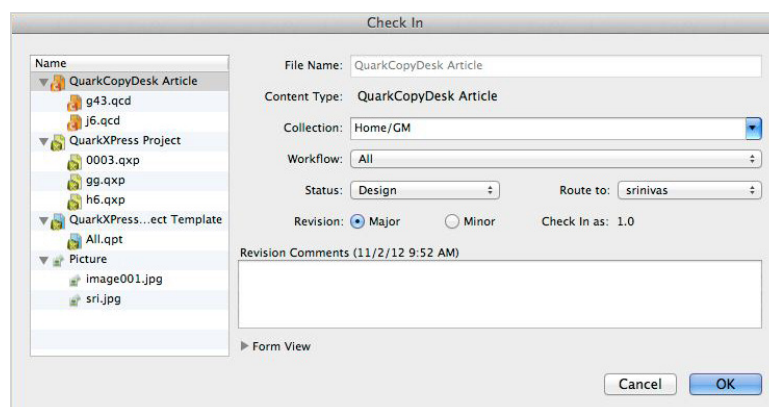 Check In
Name
QuarkCopyDesk Article
g43.qcd
j6.qcd
QuarkXPress Project
0003.qxp
gg.qxp
h6.qxp
QuarkXPress...ect Template
All.qpt
Picture
image001.jpg
sri.jpg
File Name: QuarkCopyDesk Article
Content Type: QuarkCopyDesk Article
Collection: Home/GM
Workflow: All
Status: Design Route to: srinivas
Revision: Major Minor Check In as: 1.0
Revision Comments (11/2/12 9:52 AM)
Form View
Cancel OK